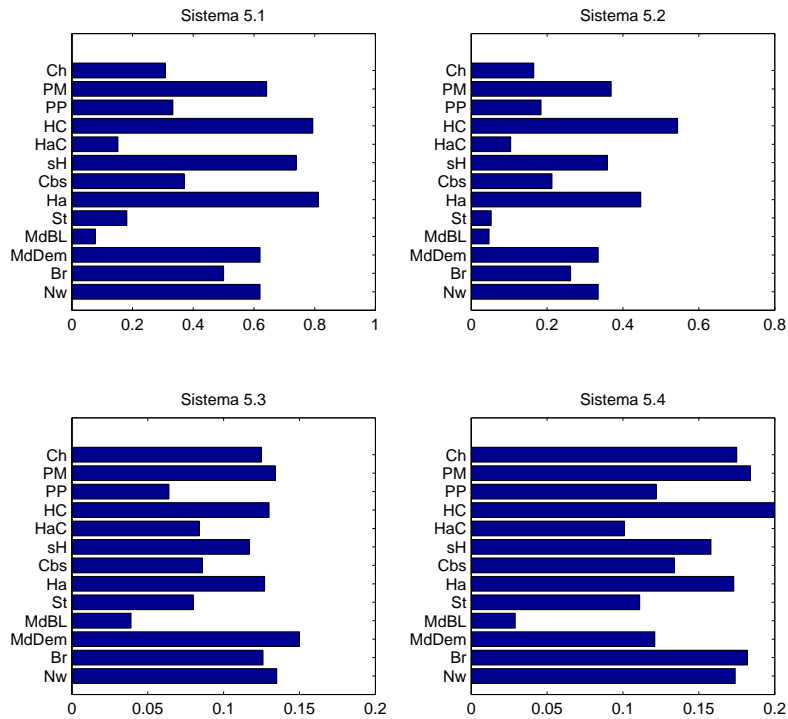 Sistema 5.1
Ch
PM
PP
HC
HaC
sH
Cbs
Ha
St
MdBL
MdDem
Br
Nw
0 0.2 0.4 0.6 0.8 1
Sistema 5.2
Ch
PM
PP
HC
HaC
sH
Cbs
Ha
St
MdBL
MdDem
Br
Nw
0 0.2 0.4 0.6 0.8
Sistema 5.3
Ch
PM
PP
HC
HaC
sH
Cbs
Ha
St
MdBL
MdDem
Br
Nw
0 0.05 0.1 0.15 0.2
Sistema 5.4
Ch
PM
PP
HC
HaC
sH
Cbs
Ha
St
MdBL
MdDem
Br
Nw
0 0.05 0.1 0.15 0.2